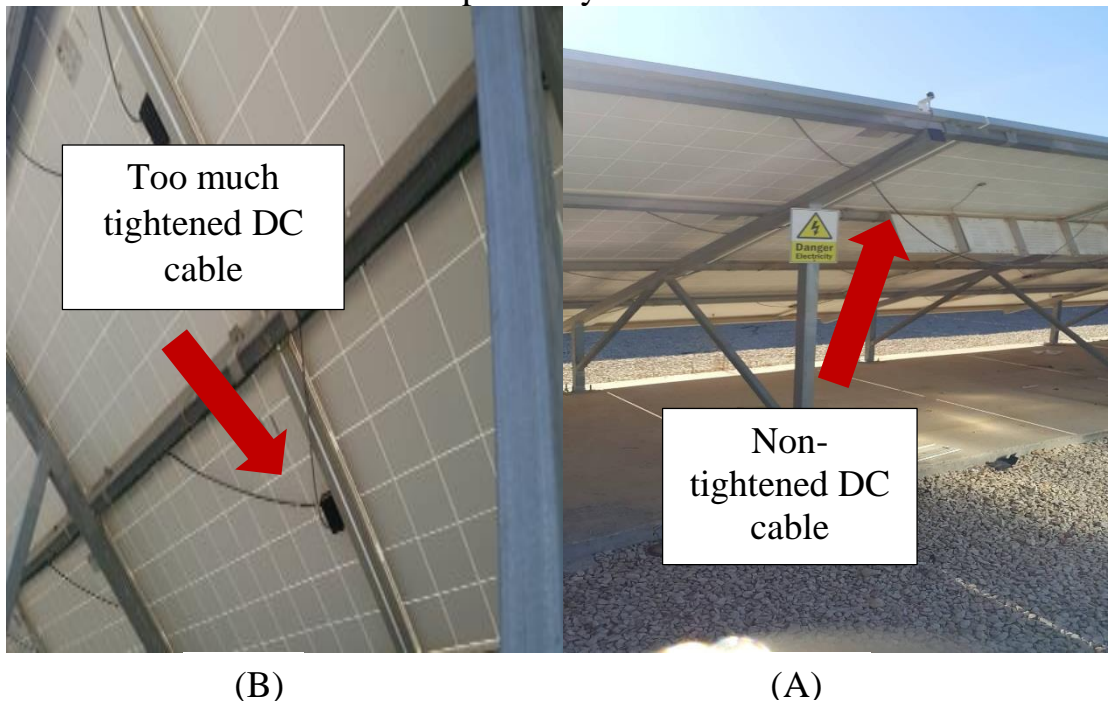 Too much
tightened DC
cable
Danger
Electricity
Non-
tightened DC
cable
(B)
(A)